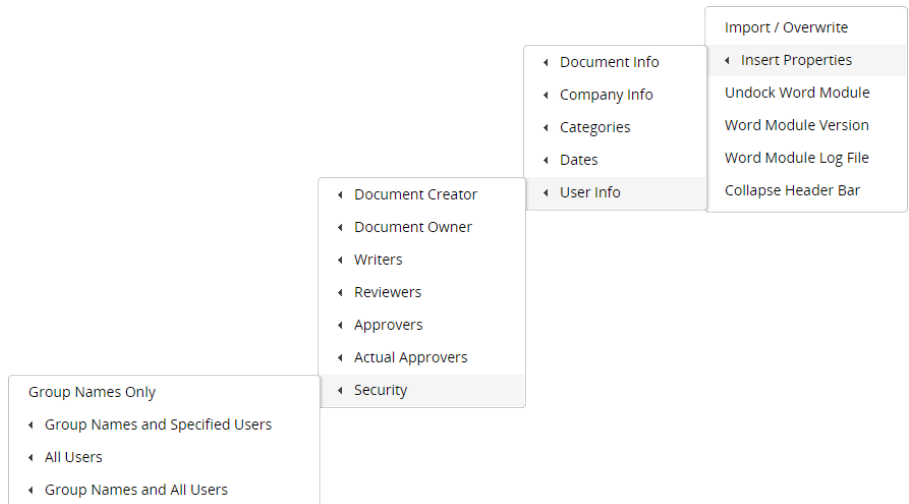 Import / Overwrite
Insert Properties
Undock Word Module
Word Module Version
Word Module Log File
Collapse Header Bar
Document Info
Company Info
Categories
Dates
User Info
Document Creator
Document Owner
Writers
Reviewers
Approvers
Actual Approvers
Security
Group Names Only
Group Names and Specified Users
All Users
Group Names and All Users